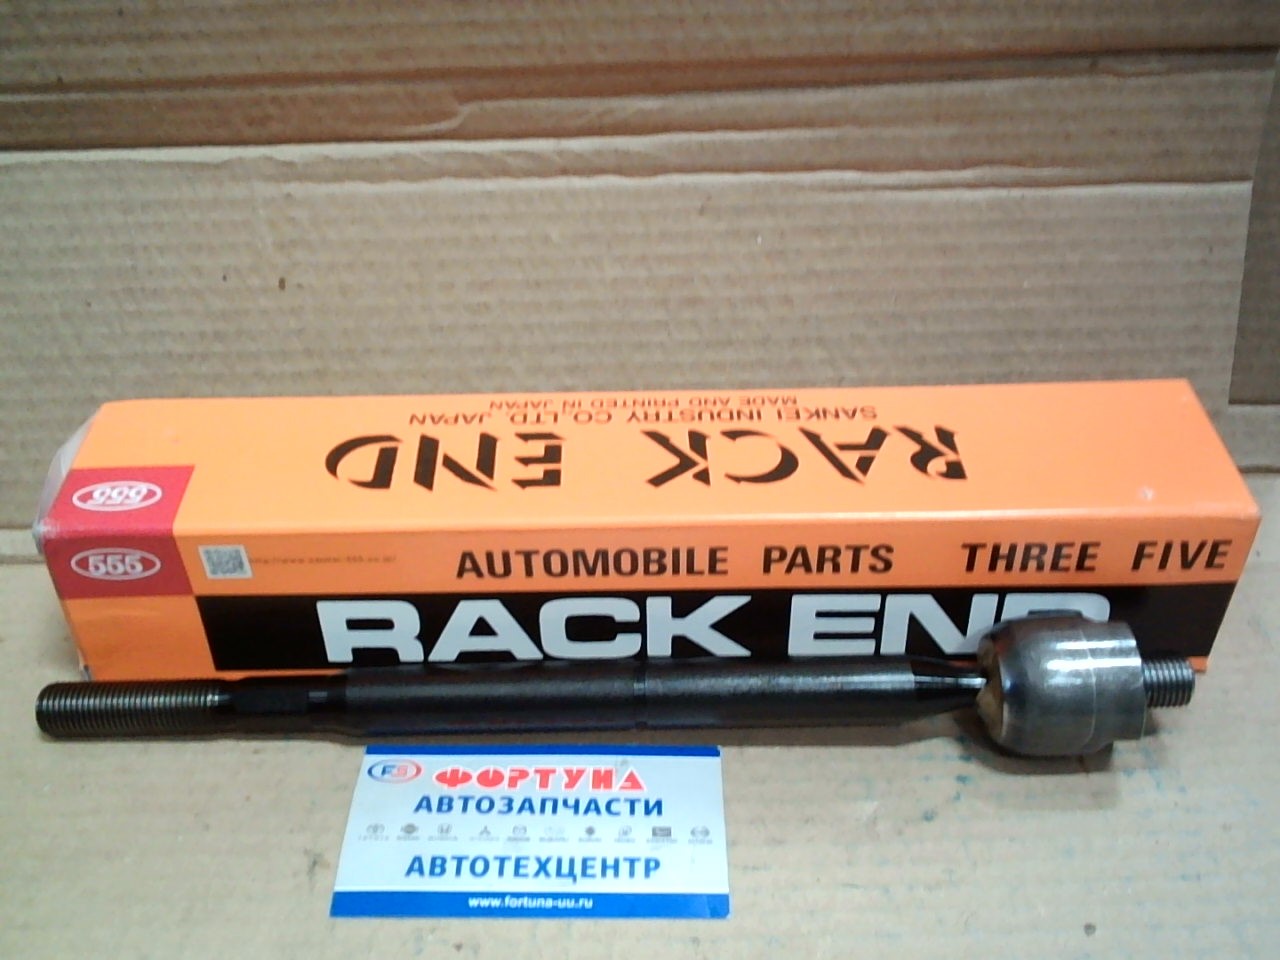 MADE AND PRINTED IN JAPAN
SANKEI INDUSTRY CO.,LTD. JAPAN
RACK END
555
555
AUTOMOBILE PARTS THREE FIVE
RACK END
FS ФОРТУНА
АВТОЗАПЧАСТИ
АВТОТЕХЦЕНТР
www.fortuna-uu.ru